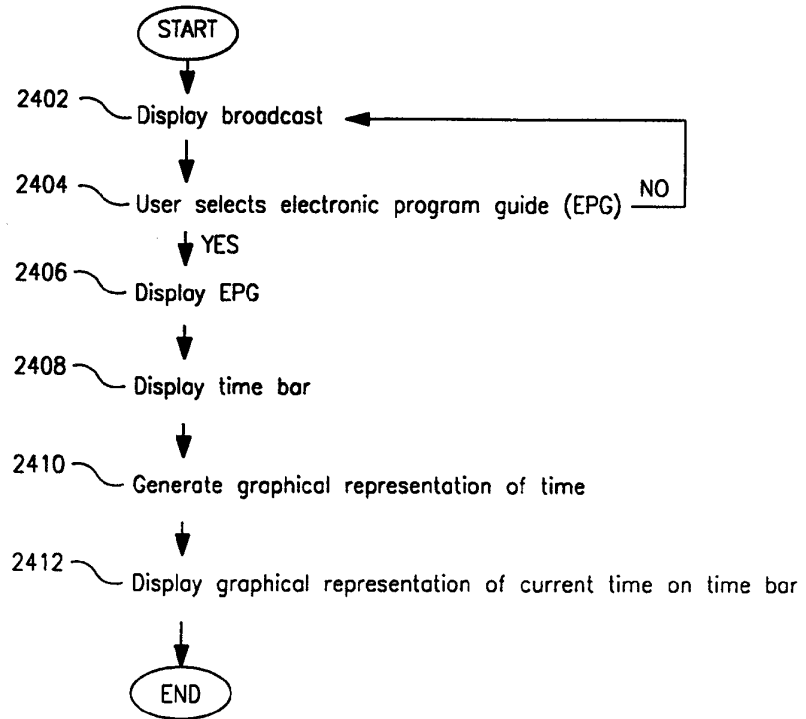 START
2402 Display broadcast
2404 User selects electronic program guide (EPG) NO
YES
2406 Display EPG
2408 Display time bar
2410 Generate graphical representation of time
2412 Display graphical representation of current time on time bar
END